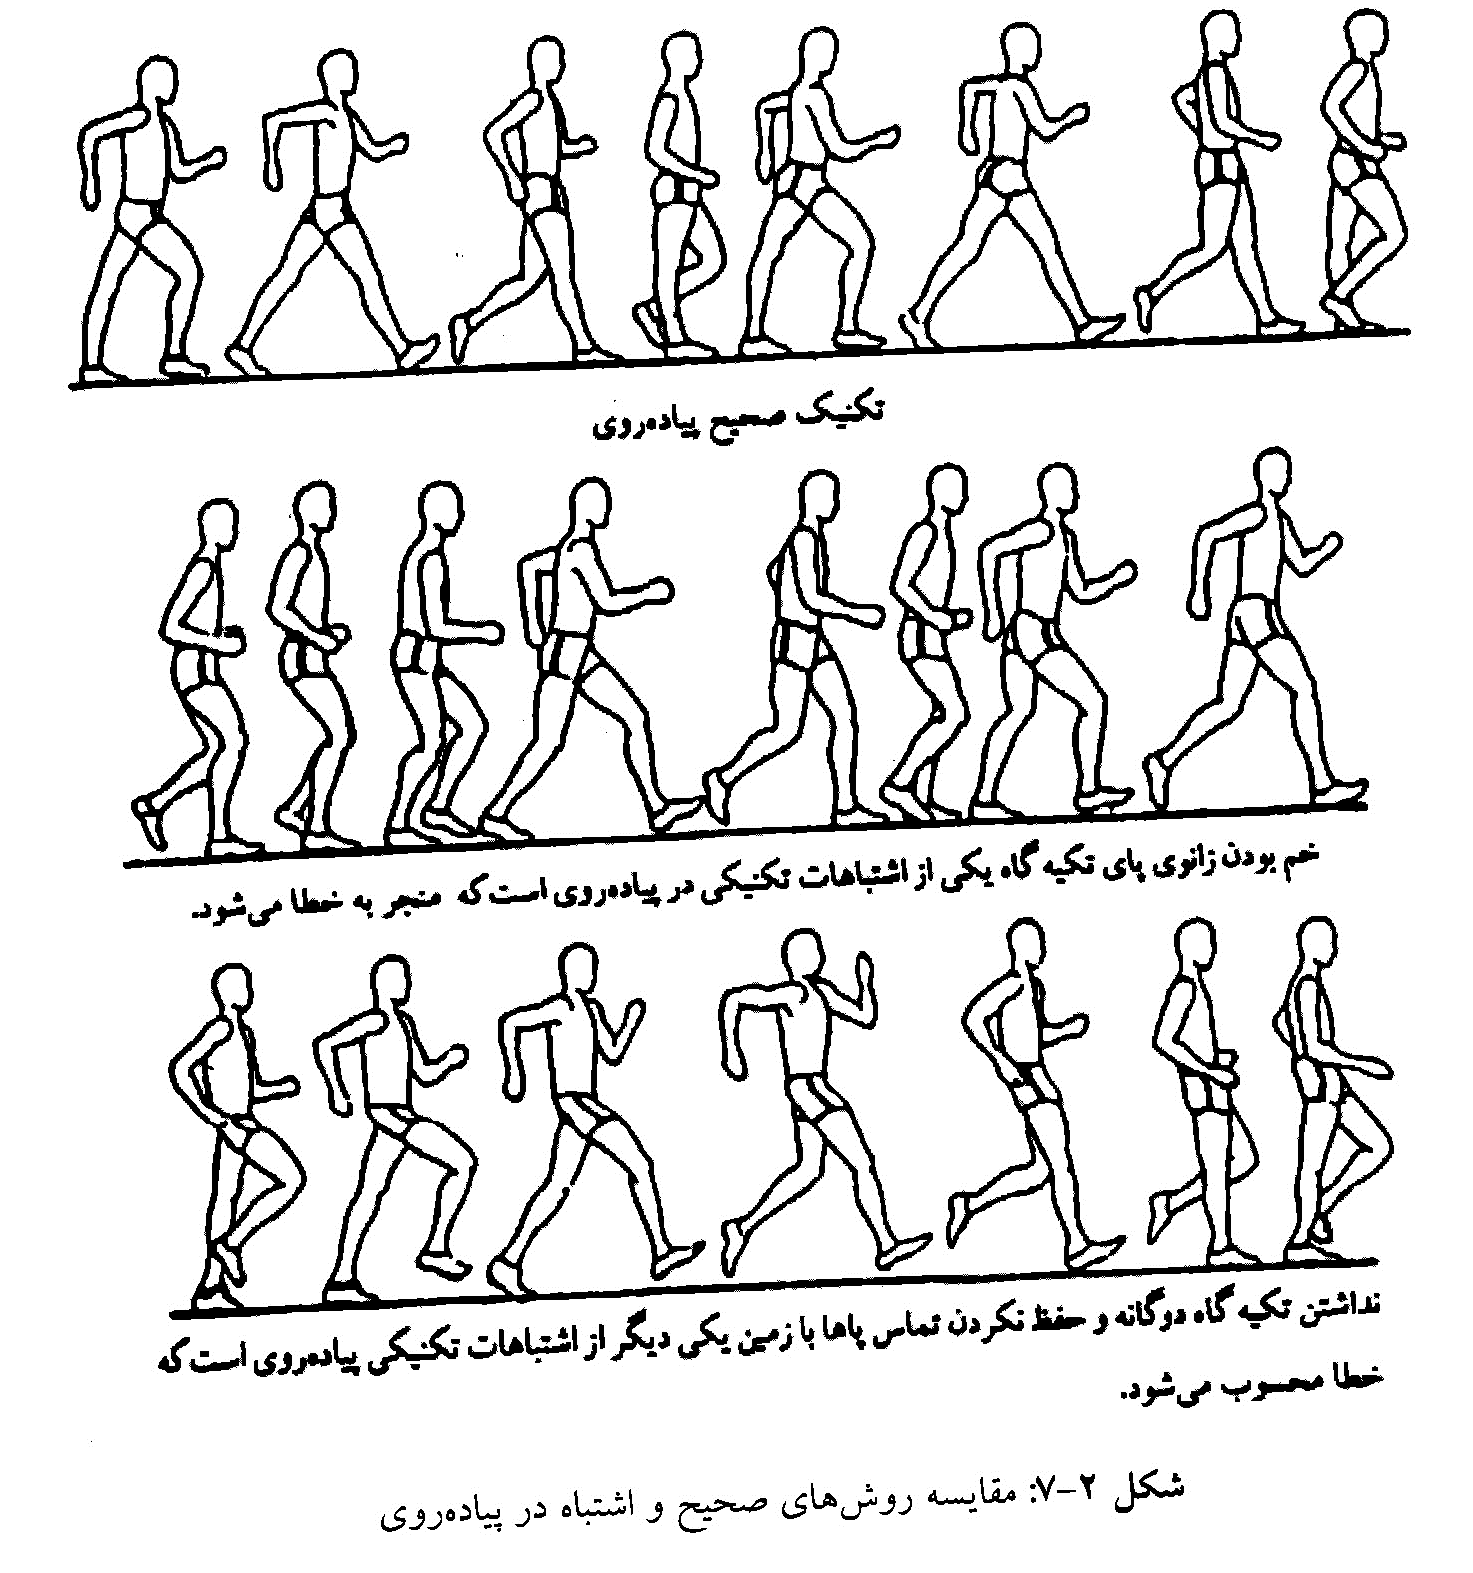 تکنیک صحیح پیاده‌روی
خم بودن زانوی پای تکیه گاه یکی از اشتباهات تکنیکی در پیاده‌روی است که منجر به خطا می‌شود.
نداشتن تکیه گاه دوگانه و حفظ نکردن تماس پاها با زمین یکی دیگر از اشتباهات تکنیکی پیاده‌روی است که
خطا محسوب می‌شود.
شکل ۲-۷: مقایسه روش‌های صحیح و اشتباه در پیاده‌روی